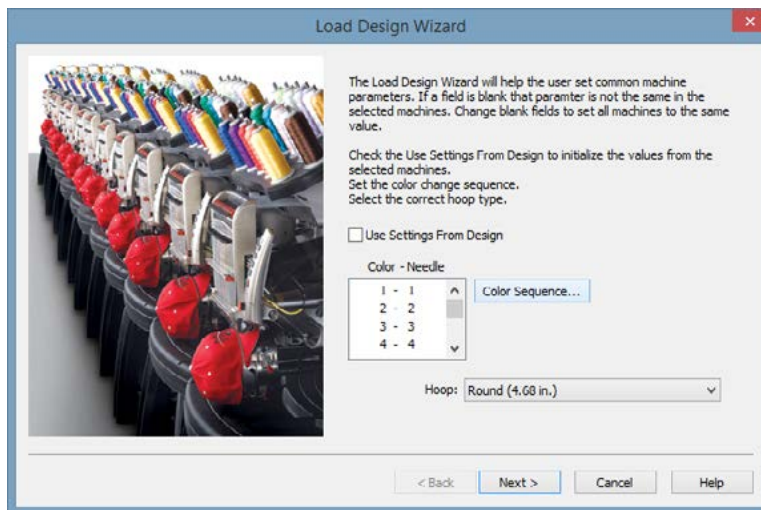 Load Design Wizard
The Load Design Wizard will help the user set common machine
parameters. If a field is blank that paramter is not the same in the
selected machines. Change blank fields to set all machines to the same
value.
Check the Use Settings From Design to initialize the values from the
selected machines.
Set the color change sequence.
Select the correct hoop type.
Use Settings From Design
Color - Needle
1 - 1
2 - 2
3 - 3
4 - 4
Color Sequence...
Hoop: Round (4.68 in.)
< Back Next > Cancel Help